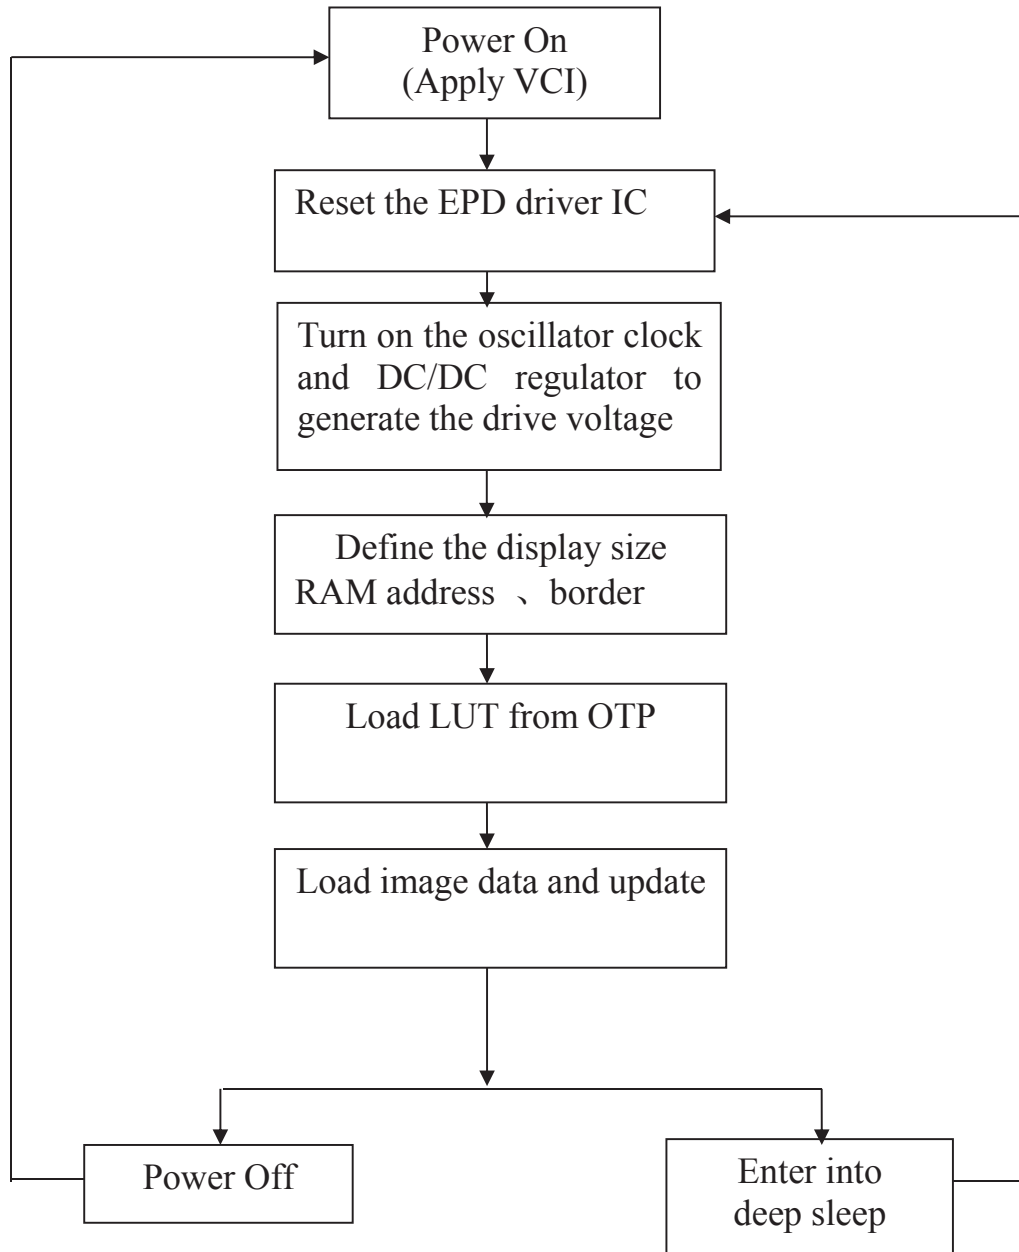 Power On
(Apply VCI)
Reset the EPD driver IC
Turn on the oscillator clock
and DC/DC regulator to
generate the drive voltage
Define the display size
RAM address 、border
Load LUT from OTP
Load image data and update
Power Off
Enter into
deep sleep